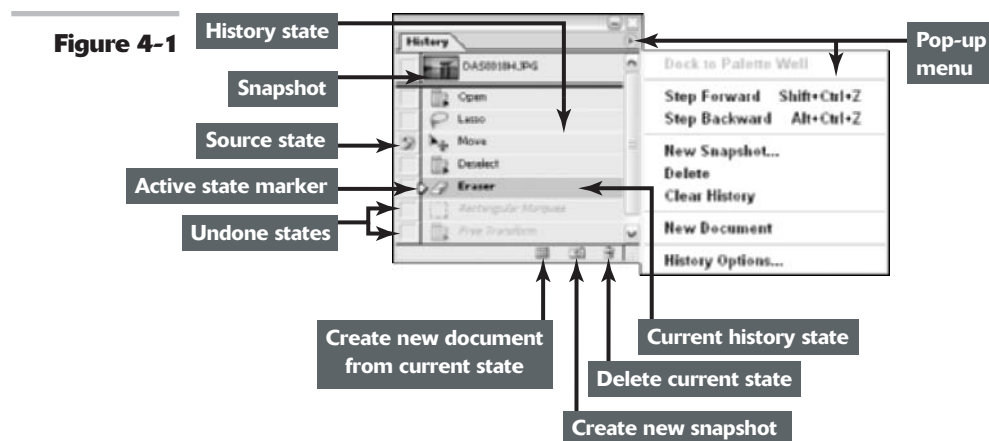 Figure 4-1
History state
Snapshot
Source state
Active state marker
Undone states
History
DAS0018H.JPG
Open
Lasso
Move
Deselect
Eraser
Rectangular Marquee
Free Transform
Pop-up
menu
Dock to Palette Well
Step Forward Shift+Ctrl+Z
Step Backward Alt+Ctrl+Z
New Snapshot...
Delete
Clear History
New Document
History Options...
Create new document
from current state
Current history state
Delete current state
Create new snapshot